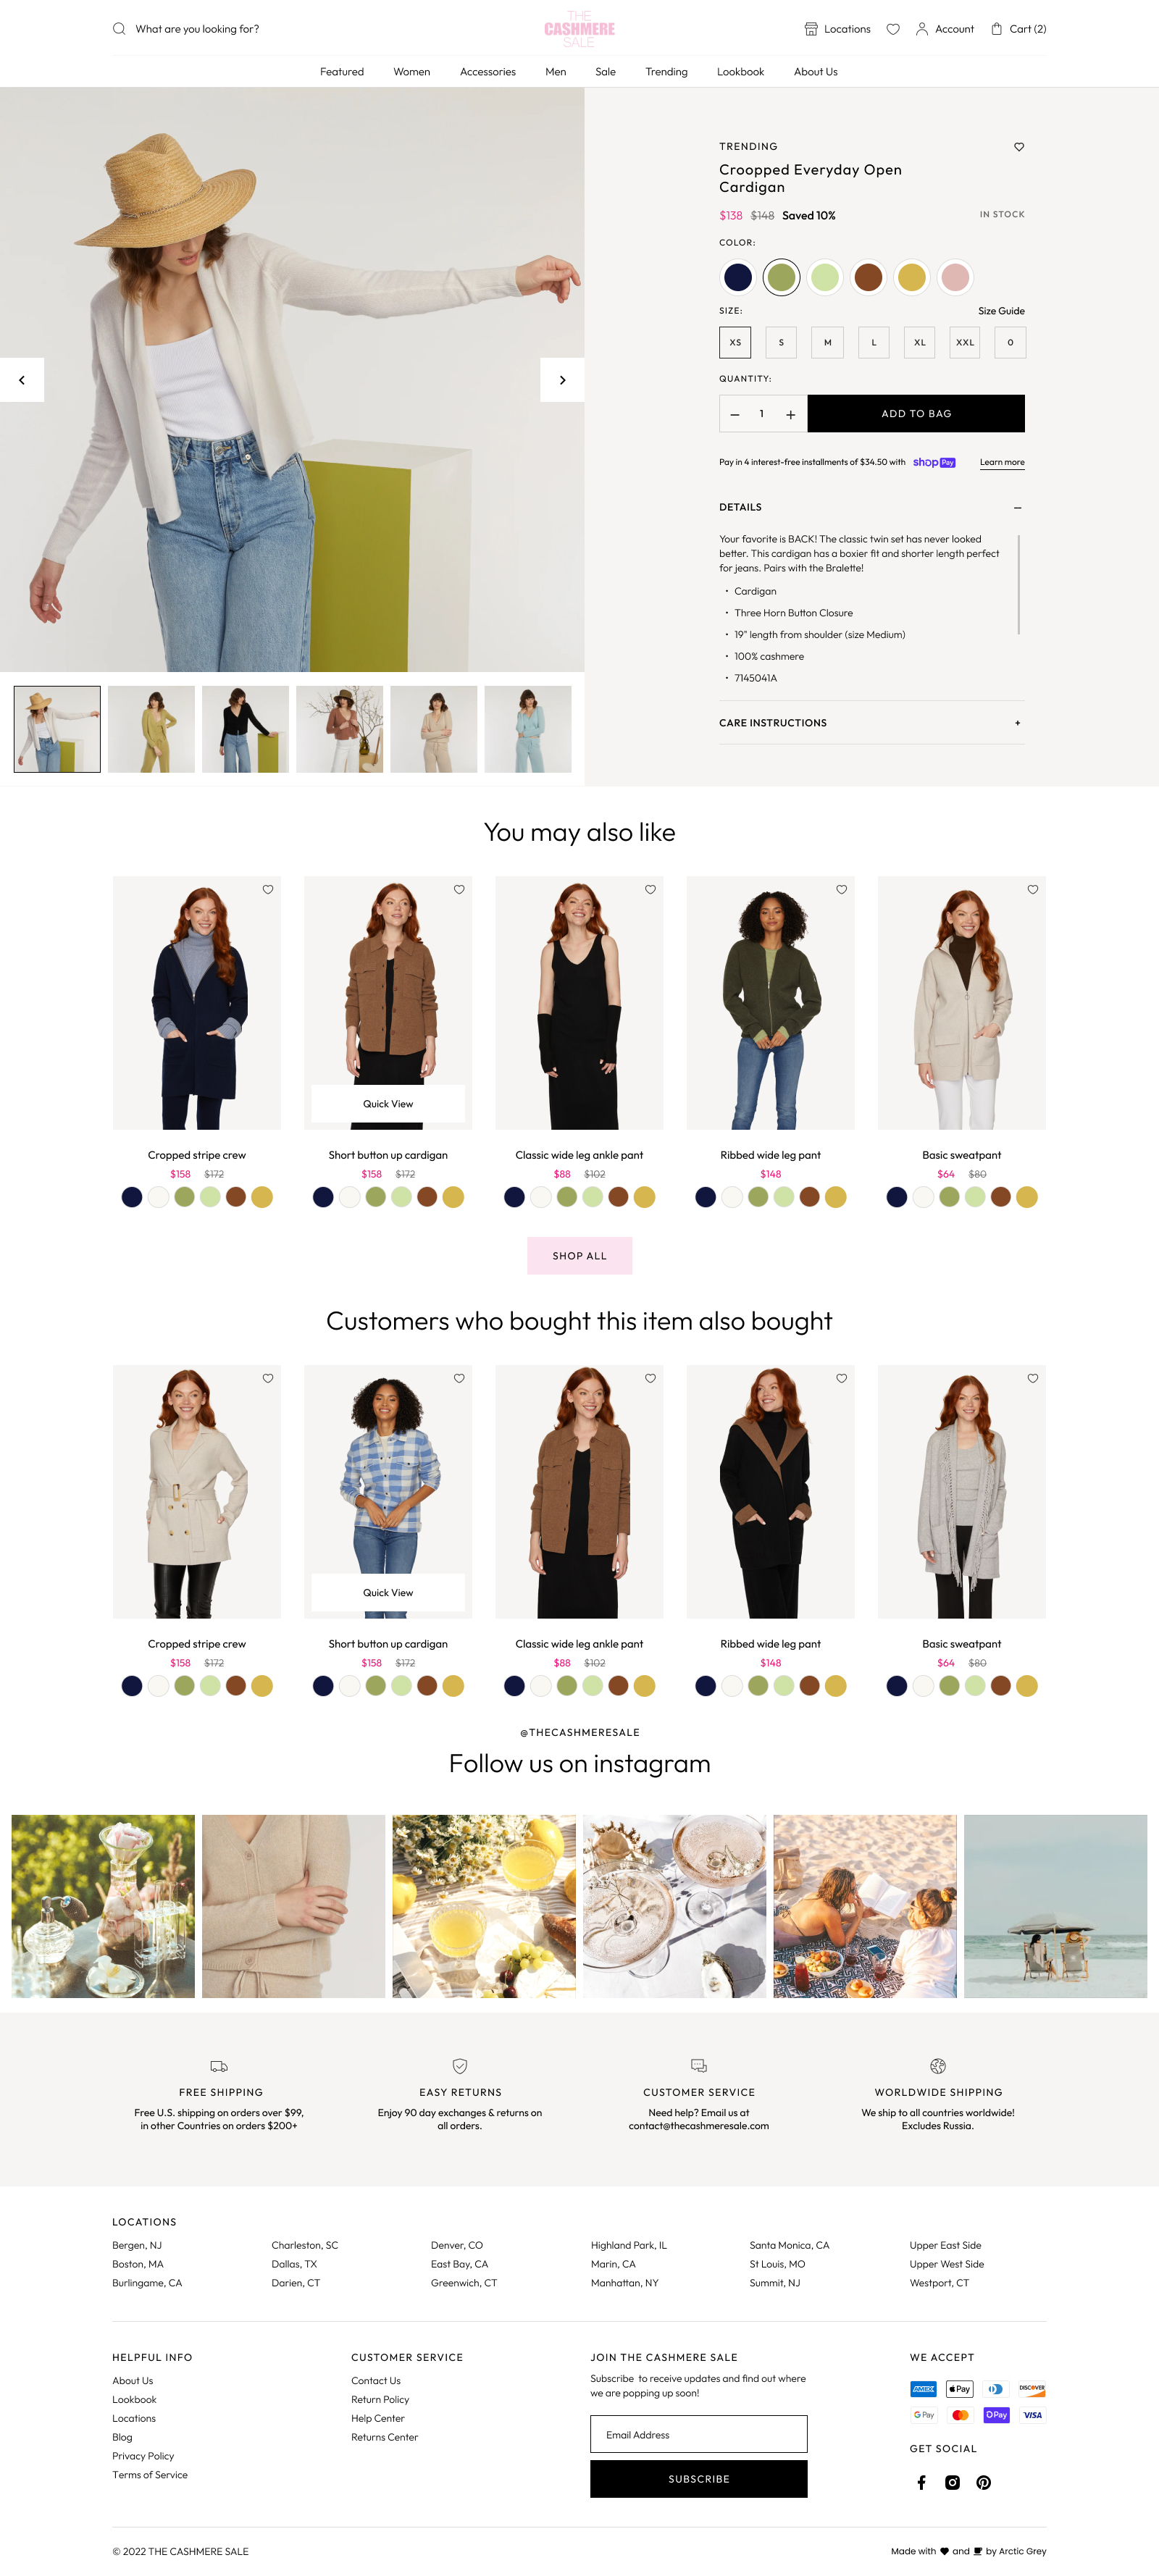 What are you looking for?
THE
CASHMERE
SALE
Locations
Account
Cart (2)
Featured
Women
Accessories
Men
Sale
Trending
Lookbook
About Us
TRENDING
Croopped Everyday Open
Cardigan
$138 $148 Saved 10%
IN STOCK
COLOR:
SIZE:
Size Guide
XS
S
M
L
XL
XXL
0
QUANTITY:
1
ADD TO BAG
Pay in 4 interest-free installments of $34.50 with shop Pay
Learn more
DETAILS
Your favorite is BACK! The classic twin set has never looked
better. This cardigan has a boxier fit and shorter length perfect
for jeans. Pairs with the Bralette!
• Cardigan
• Three Horn Button Closure
• 19" length from shoulder (size Medium)
• 100% cashmere
• 7145041A
CARE INSTRUCTIONS +
You may also like
Quick View
Cropped stripe crew
$158 $172
Short button up cardigan
$158 $172
Classic wide leg ankle pant
$88 $102
Ribbed wide leg pant
$148
Basic sweatpant
$64 $80
SHOP ALL
Customers who bought this item also bought
Quick View
Cropped stripe crew
$158 $172
Short button up cardigan
$158 $172
Classic wide leg ankle pant
$88 $102
Ribbed wide leg pant
$148
Basic sweatpant
$64 $80
@THECASHMERESALE
Follow us on instagram
FREE SHIPPING
Free U.S. shipping on orders over $99,
in other Countries on orders $200+
EASY RETURNS
Enjoy 90 day exchanges & returns on
all orders.
CUSTOMER SERVICE
Need help? Email us at
contact@thecashmeresale.com
WORLDWIDE SHIPPING
We ship to all countries worldwide!
Excludes Russia.
LOCATIONS
Bergen, NJ
Boston, MA
Burlingame, CA
Charleston, SC
Dallas, TX
Darien, CT
Denver, CO
East Bay, CA
Greenwich, CT
Highland Park, IL
Marin, CA
Manhattan, NY
Santa Monica, CA
St Louis, MO
Summit, NJ
Upper East Side
Upper West Side
Westport, CT
HELPFUL INFO
About Us
Lookbook
Locations
Blog
Privacy Policy
Terms of Service
CUSTOMER SERVICE
Contact Us
Return Policy
Help Center
Returns Center
JOIN THE CASHMERE SALE
Subscribe to receive updates and find out where
we are popping up soon!
Email Address
SUBSCRIBE
WE ACCEPT
AMEX
Pay
DISCOVER
G Pay
Pay
VISA
GET SOCIAL
© 2022 THE CASHMERE SALE
Made with and by Arctic Grey